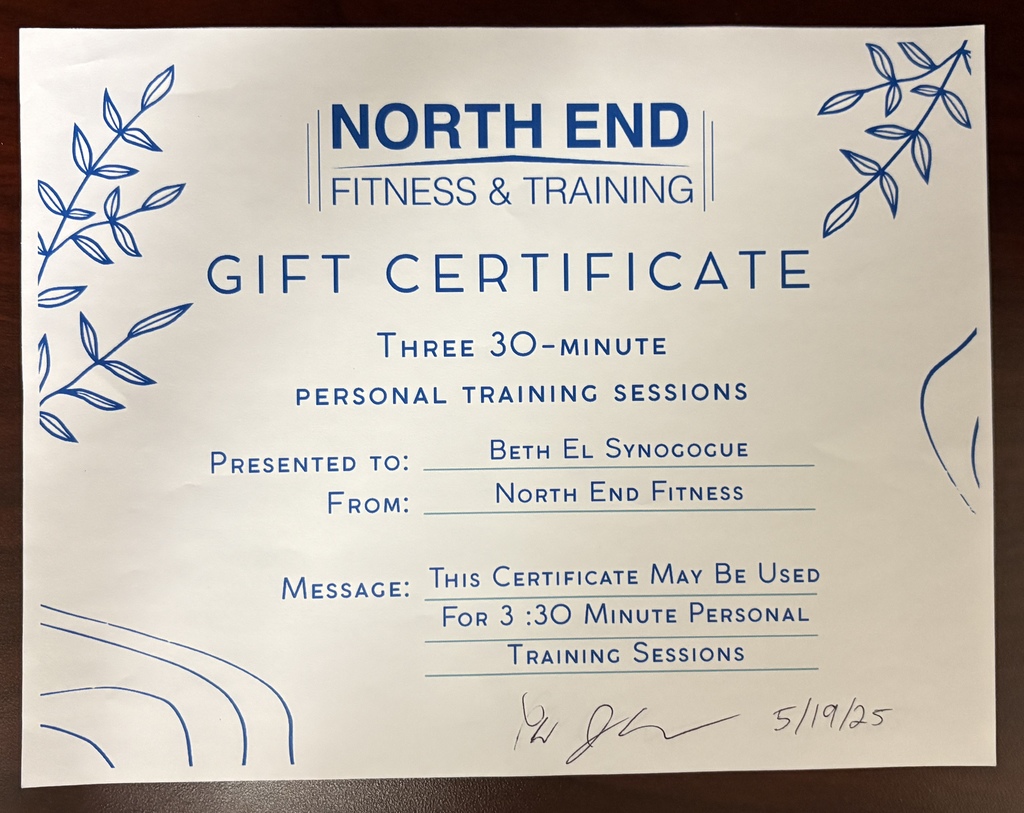 NORTH END
FITNESS & TRAINING
GIFT CERTIFICATE
THREE 30-MINUTE
PERSONAL TRAINING SESSIONS
PRESENTED TO: BETH EL SYNOGOGUE
FROM: NORTH END FITNESS
MESSAGE: THIS CERTIFICATE MAY BE USED
FOR 3 :30 MINUTE PERSONAL
TRAINING SESSIONS
5/19/25